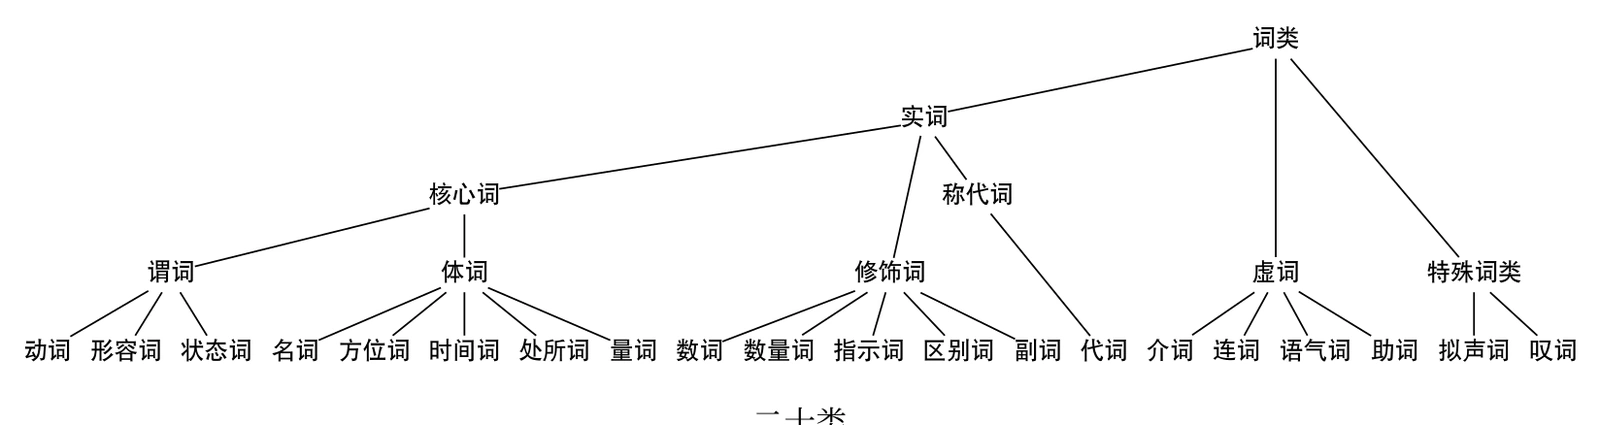 词类
实词
核心词 称代词
谓词 体词 修饰词 虚词 特殊词类
动词 形容词 状态词 名词 方位词 时间词 处所词 量词 数词 数量词 指示词 区别词 副词 代词 介词 连词 语气词 助词 拟声词 叹词
二十类